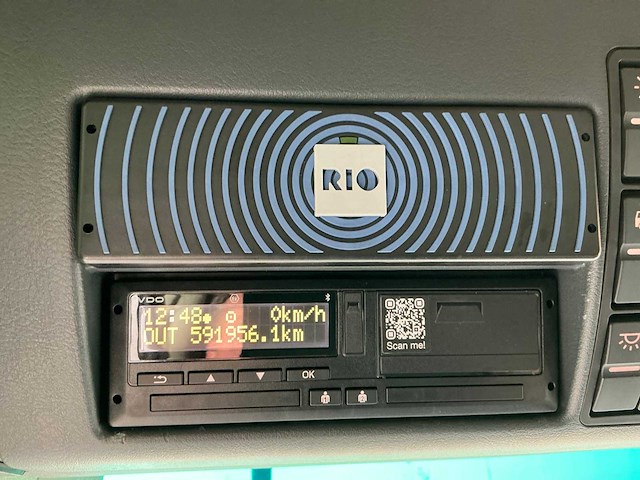 RIO
VDO
12:48 0km/h
OUT 591956.1km
Scan me!
OK